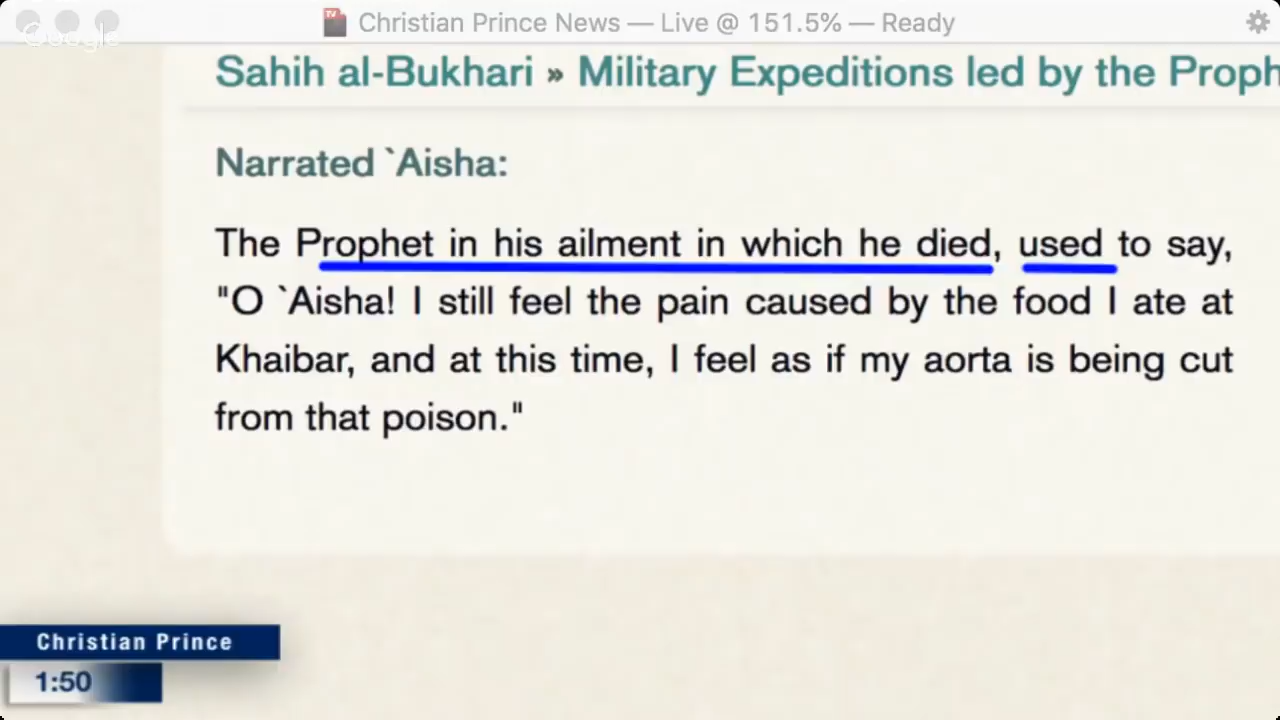 Christian Prince News — Live @ 151.5% — Ready
Google
Sahih al-Bukhari » Military Expeditions led by the Proph
Narrated `Aisha:
The Prophet in his ailment in which he died, used to say,
"O `Aisha! I still feel the pain caused by the food I ate at
Khaibar, and at this time, I feel as if my aorta is being cut
from that poison."
Christian Prince
1:50